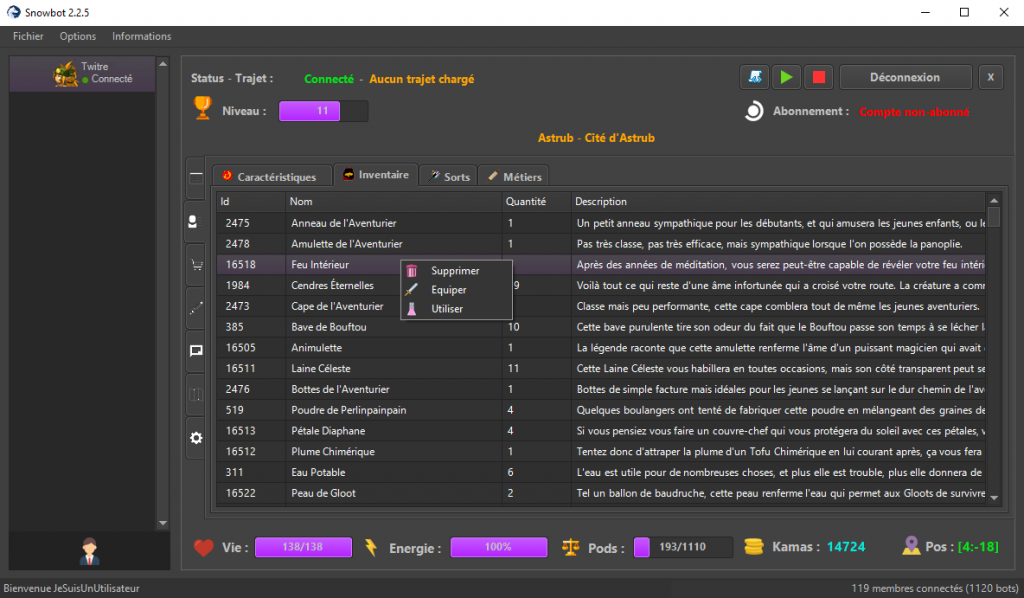 Snowbot 2.2.5
Fichier Options Informations
Twitre
Connecté
Status - Trajet : Connecté - Aucun trajet chargé
Déconnexion X
Niveau : 11
Abonnement : Compte non-abonné
Astrub - Cité d'Astrub
Caractéristiques Inventaire Sorts Métiers
Id Nom Quantité Description
2475 Anneau de l'Aventurier 1 Un petit anneau sympathique pour les débutants, et qui amusera les jeunes enfants, ou le
2478 Amulette de l'Aventurier 1 Pas très classe, pas très efficace, mais sympathique lorsque l'on possède la panoplie.
16518 Feu Intérieur Après des années de méditation, vous serez peut-être capable de révéler votre feu intéri
1984 Cendres Éternelles 9 Voilà tout ce qui reste d'une âme infortunée qui a croisé votre route. La créature a com
2473 Cape de l'Aventurier Classe mais peu performante, cette cape comblera tout de même les jeunes aventuriers.
Supprimer
Equiper
Utiliser
385 Bave de Bouftou 10 Cette bave purulente tire son odeur du fait que le Bouftou passe son temps à se lécher l
16505 Animulette 1 La légende raconte que cette amulette renferme l'âme d'un puissant magicien qui avait
16511 Laine Céleste 11 Cette Laine Céleste vous habillera en toutes occasions, mais son côté transparent peut se
2476 Bottes de l'Aventurier 1 Bottes de simple facture mais idéales pour les jeunes se lançant sur le dur chemin de l'av
519 Poudre de Perlinpainpain 4 Quelques boulangers ont tenté de fabriquer cette poudre en mélangeant des graines de
16513 Pétale Diaphane 4 Si vous pensiez vous faire un couvre-chef qui vous protégera du soleil avec ces pétales, v
16512 Plume Chimérique 1 Tentez donc d'attraper la plume d'un Tofu Chimérique en lui courant après, ça vous fera
311 Eau Potable 6 L'eau est utile pour de nombreuses choses, et plus elle est trouble, plus elle donnera de
16522 Peau de Gloot 2 Tel un ballon de baudruche, cette peau renferme l'eau qui permet aux Gloots de survivre
Vie : 138/138 Energie : 100% Pods : 193/1110 Kamas : 14724 Pos : [4:-18]
Bienvenue JeSuisUnUtilisateur 119 membres connectés (1120 bots)